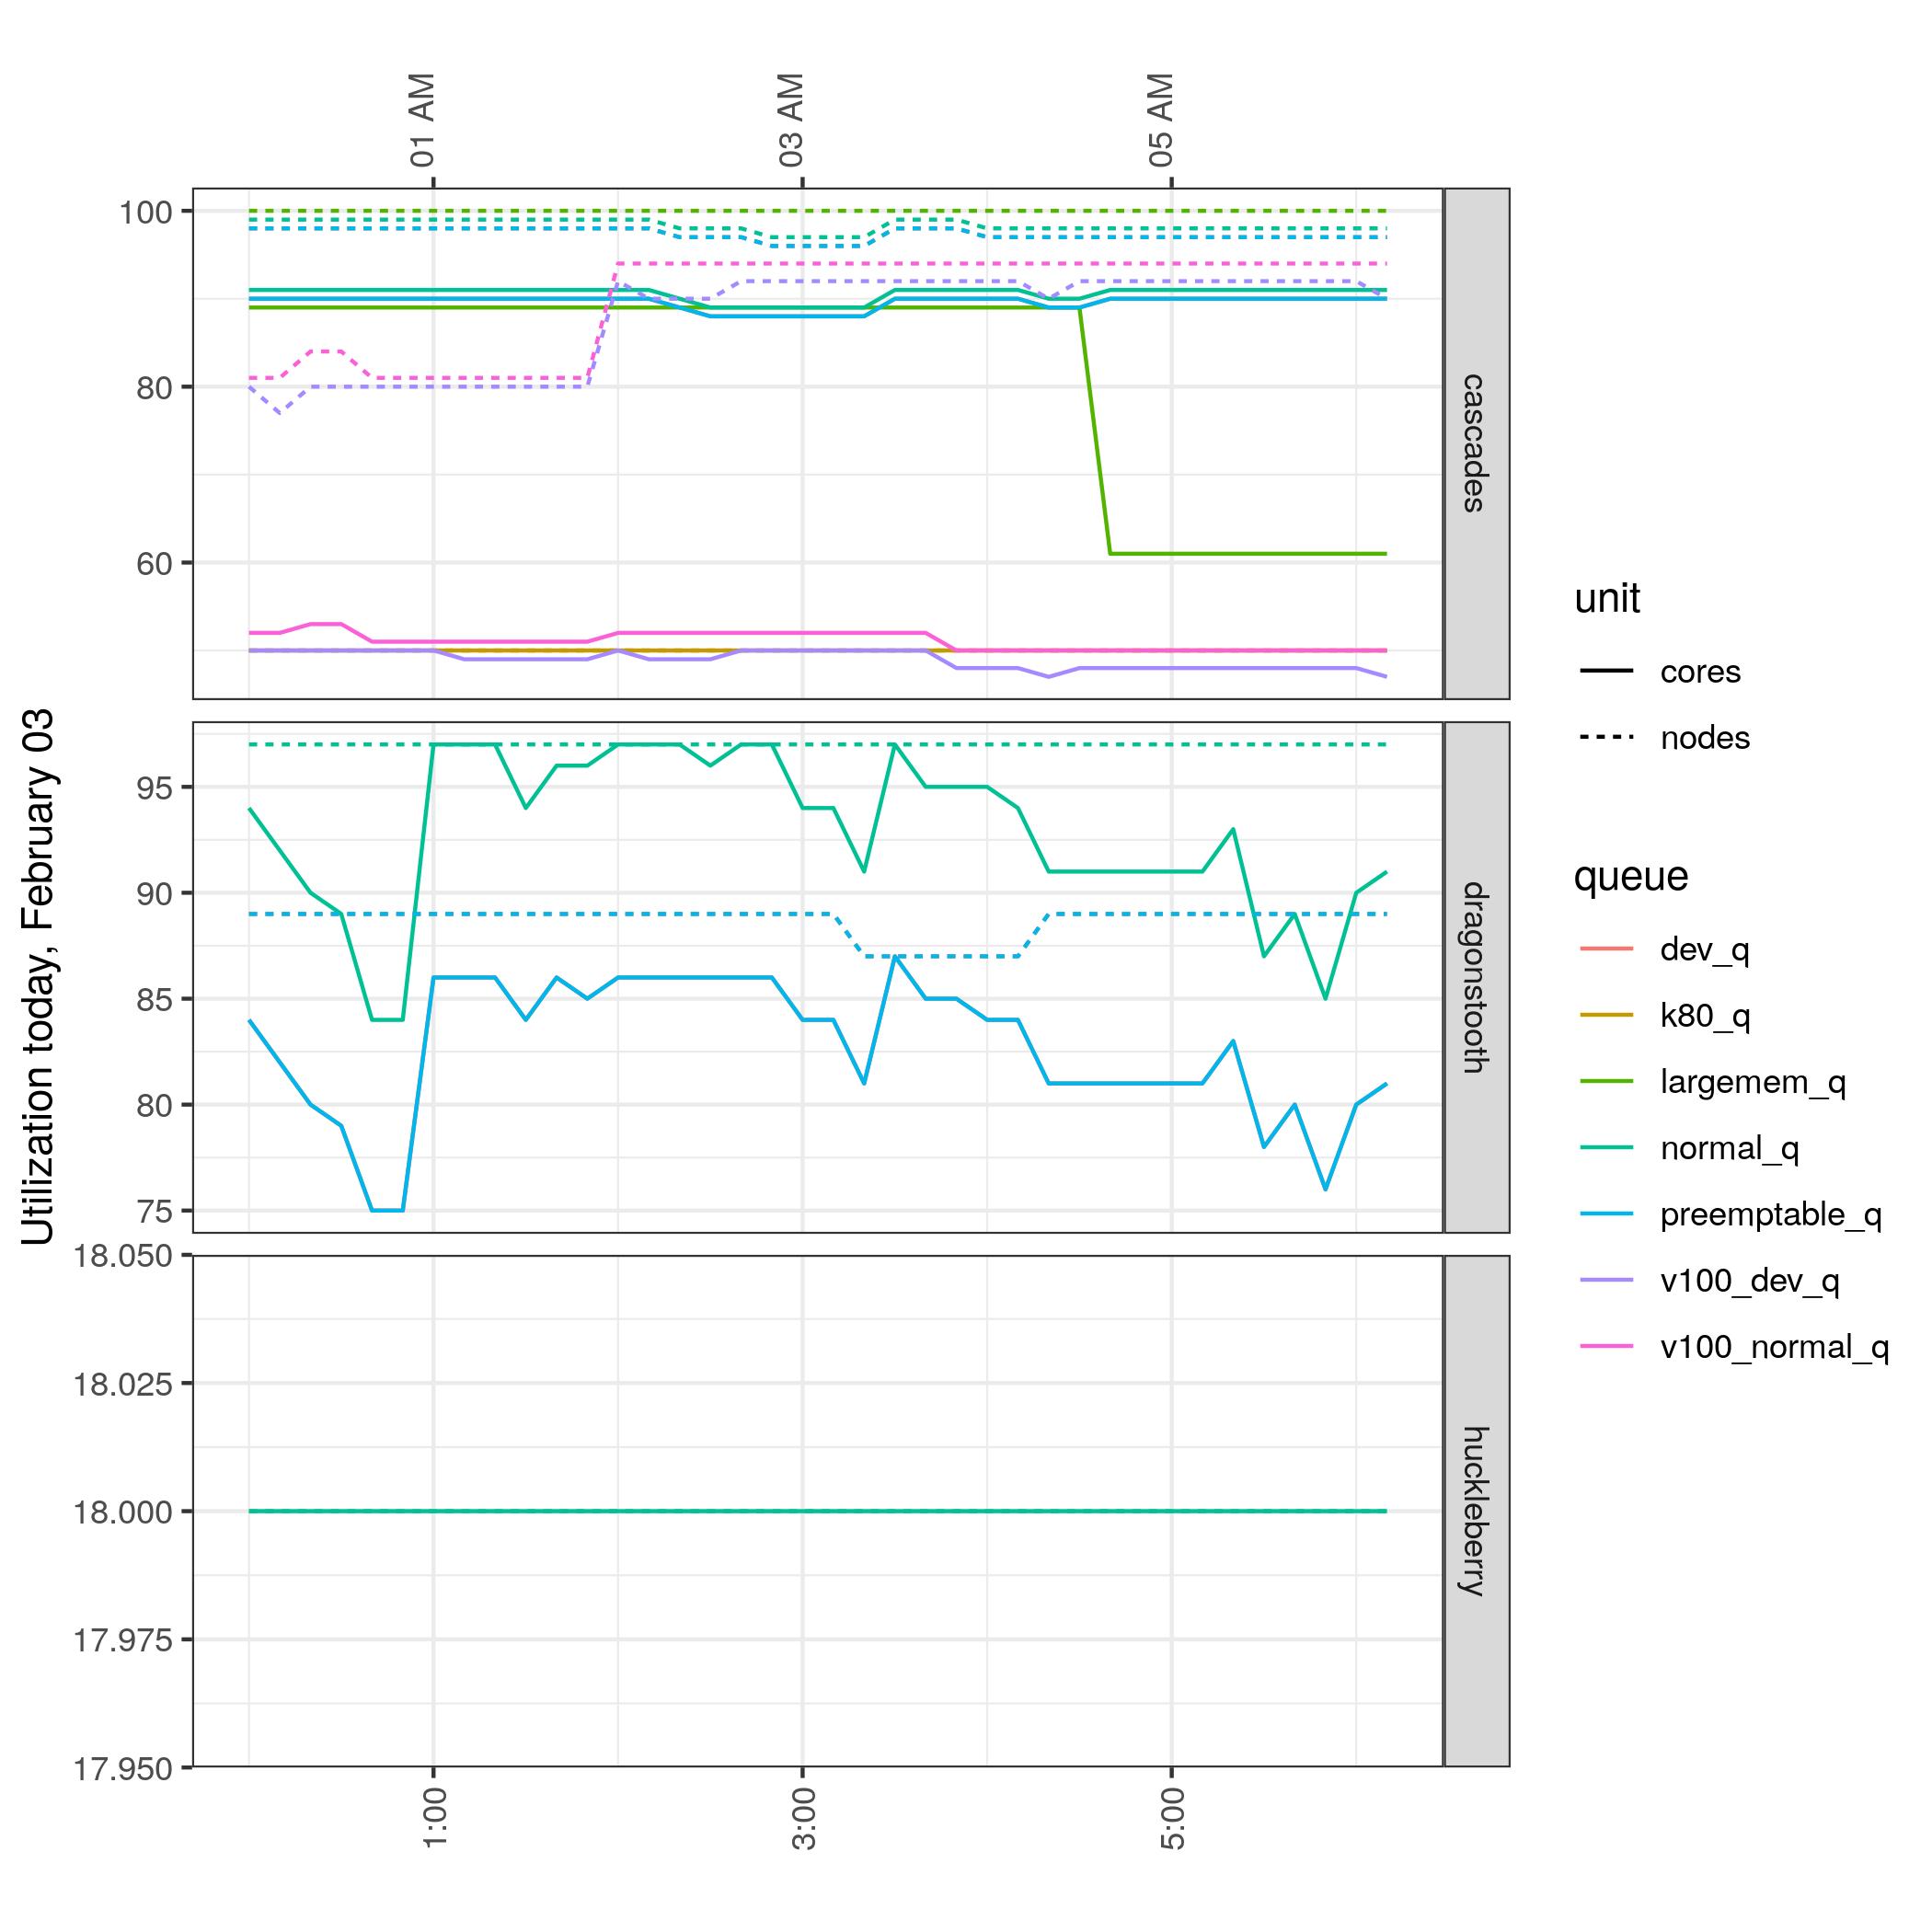 01 AM
03 AM
05 AM
100
80
60
cascades
95
90
85
80
75
dragonstooth
18.050
18.025
18.000
17.975
17.950
huckleberry
1:00
3:00
5:00
Utilization today, February 03
unit
cores
nodes
queue
dev_q
k80_q
largemem_q
normal_q
preemptable_q
v100_dev_q
v100_normal_q